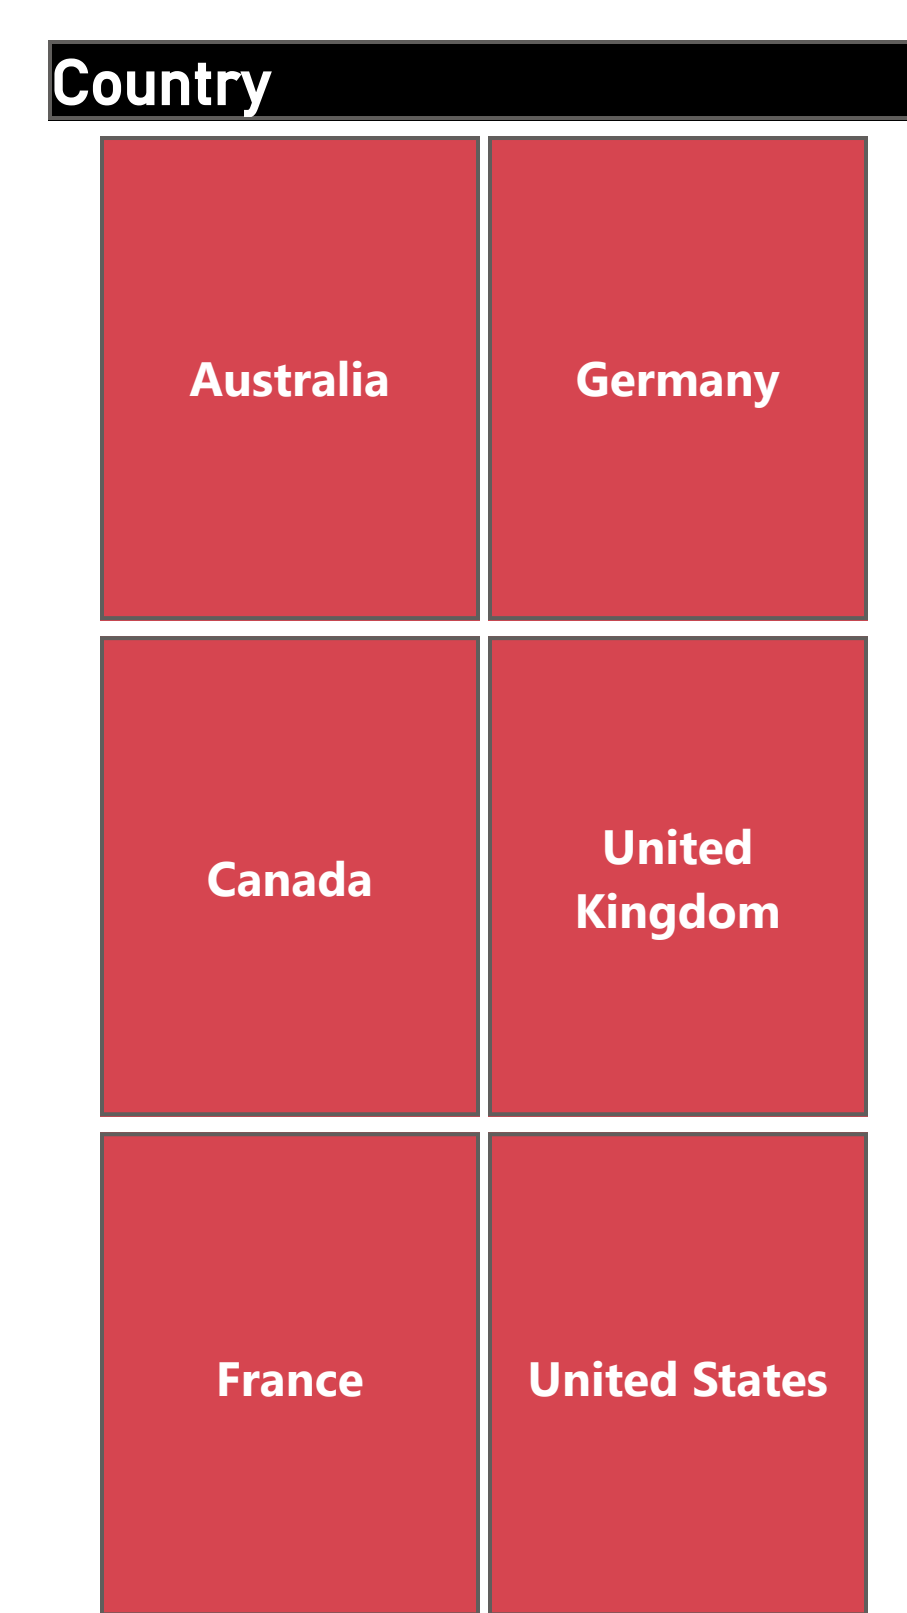 Country
Australia
Germany
Canada
United
Kingdom
France
United States